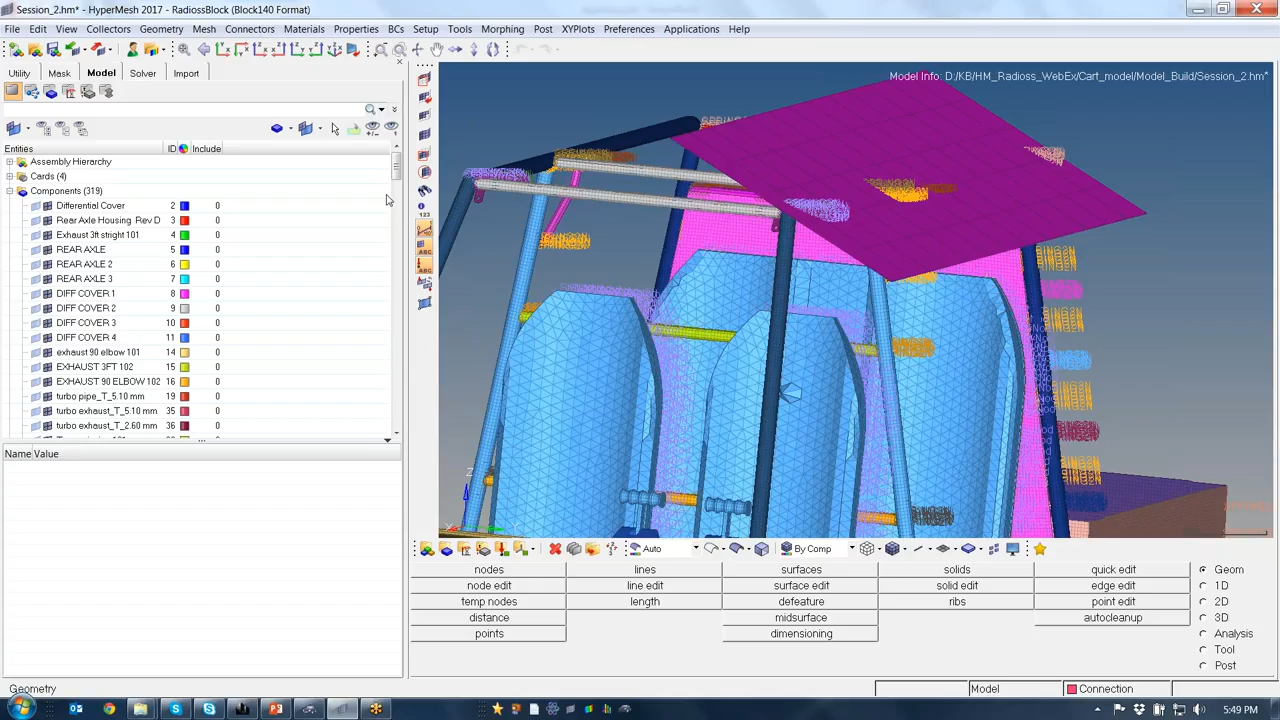 Session_2.hm* - HyperMesh 2017 - RadiossBlock (Block140 Format)
File Edit View Collectors Geometry Mesh Connectors Materials Properties BCs Setup Tools Morphing Post XYPlots Preferences Applications Help
Utility Mask Model Solver Import
Model Info: D:/KB/HM_Radioss_WebEx/Cart_model/Model_Build/Session_2.hm*
Entities ID Include
Assembly Hierarchy
Cards (4)
Components (319)
Differential Cover 2 0
Rear Axle Housing Rev D 3 0
Exhaust 3ft stright 101 4 0
REAR AXLE 5 0
REAR AXLE 2 6 0
REAR AXLE 3 7 0
DIFF COVER 1 8 0
DIFF COVER 2 9 0
DIFF COVER 3 10 0
DIFF COVER 4 11 0
exhaust 90 elbow 101 14 0
EXHAUST 3FT 102 15 0
EXHAUST 90 ELBOW 102 16 0
turbo pipe_T_5.10 mm 19 0
turbo exhaust_T_5.10 mm 35 0
turbo exhaust_T_2.60 mm 36 0
Name Value
123
ABC
ABC
Z
Auto By Comp
nodes lines surfaces solids quick edit Geom
node edit line edit surface edit solid edit edge edit 1D
temp nodes length defeature ribs point edit 2D
distance midsurface autocleanup 3D
points dimensioning Analysis
Tool
Post
Geometry Model Connection
5:49 PM